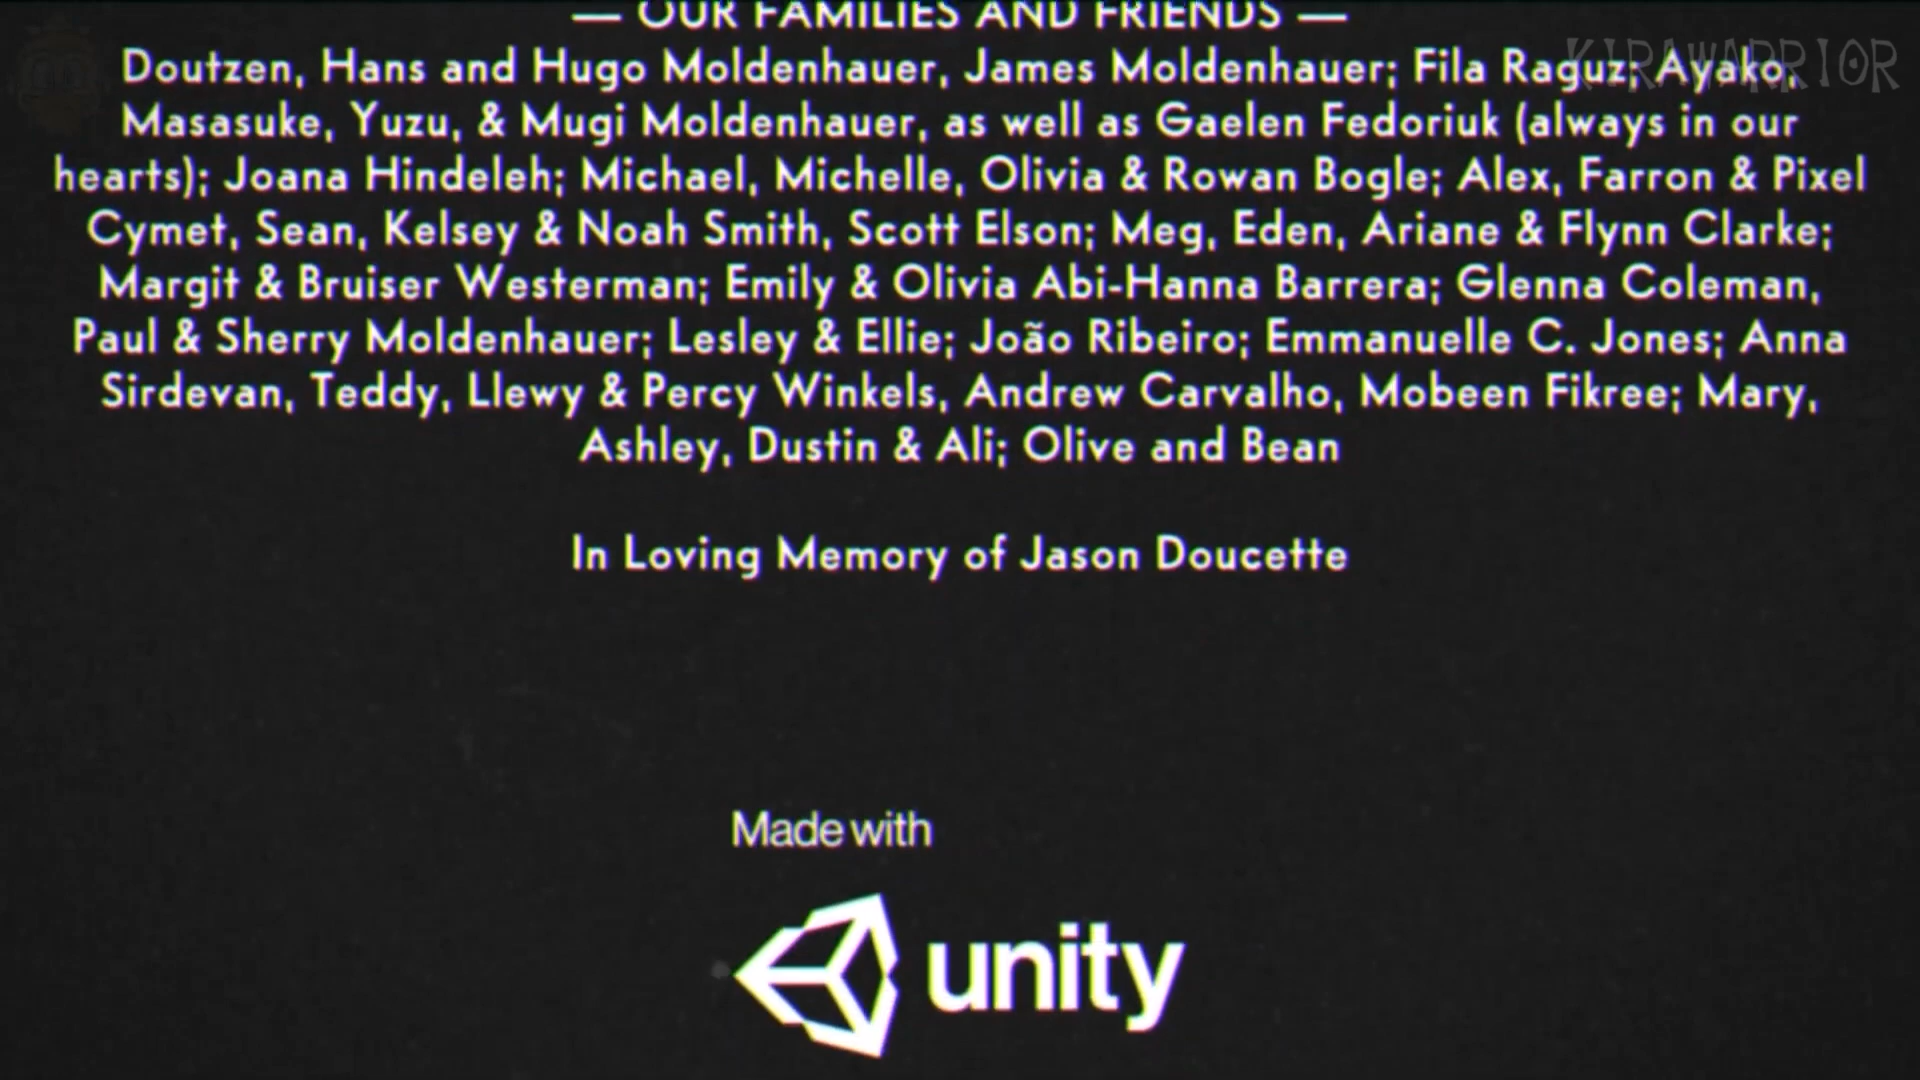 — OUR FAMILIES AND FRIENDS —
KIRAWARRIOR
Doutzen, Hans and Hugo Moldenhauer, James Moldenhauer; Fila Raguz; Ayako,
Masasuke, Yuzu, & Mugi Moldenhauer, as well as Gaelen Fedoriuk (always in our
hearts); Joana Hindeleh; Michael, Michelle, Olivia & Rowan Bogle; Alex, Farron & Pixel
Cymet, Sean, Kelsey & Noah Smith, Scott Elson; Meg, Eden, Ariane & Flynn Clarke;
Margit & Bruiser Westerman; Emily & Olivia Abi-Hanna Barrera; Glenna Coleman,
Paul & Sherry Moldenhauer; Lesley & Ellie; João Ribeiro; Emmanuelle C. Jones; Anna
Sirdevan, Teddy, Llewy & Percy Winkels, Andrew Carvalho, Mobeen Fikree; Mary,
Ashley, Dustin & Ali; Olive and Bean
In Loving Memory of Jason Doucette
Made with
unity